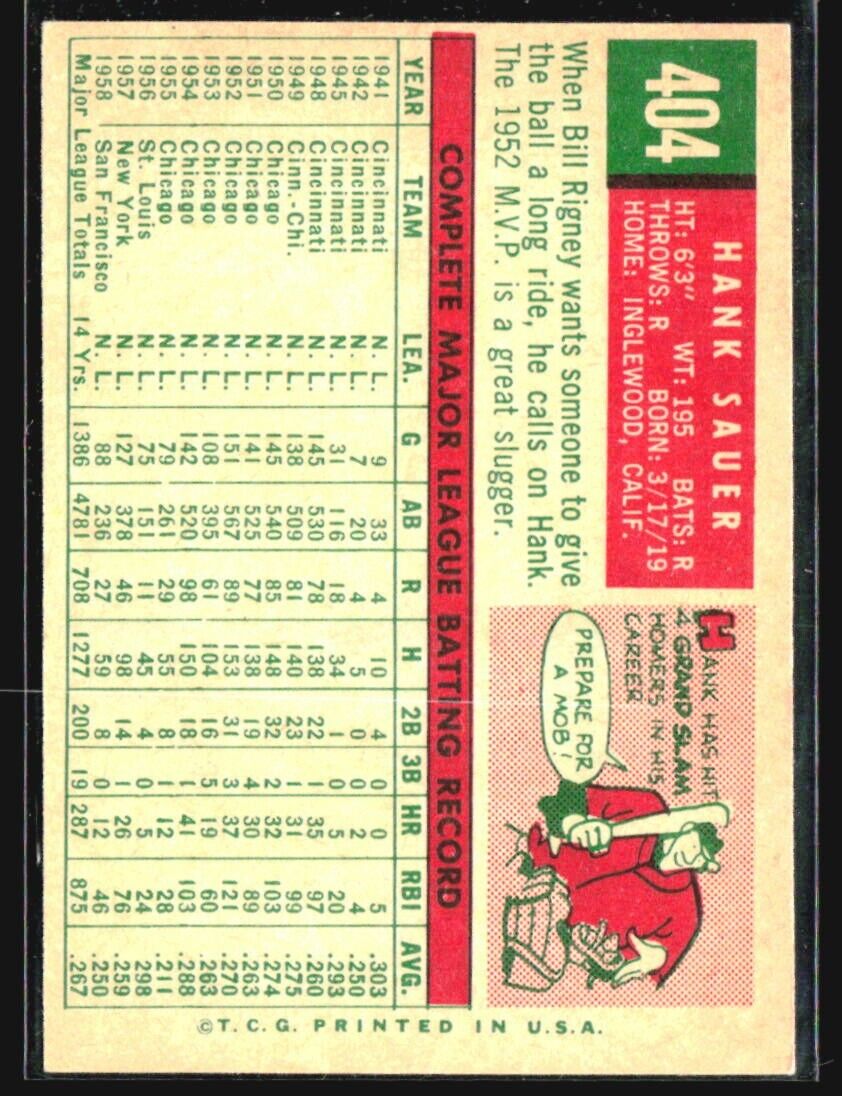 404
HANK SAUER
HT: 6'3" WT: 195 BATS: R
THROWS: R BORN: 3/17/19
HOME: INGLEWOOD, CALIF.
When Bill Rigney wants someone to give
the ball a long ride, he calls on Hank.
The 1952 M.V.P. is a great slugger.
HANK HAS HIT
4 GRAND SLAM
HOMERS IN HIS
CAREER
PREPARE FOR
A MOB!
COMPLETE MAJOR LEAGUE BATTING RECORD
YEAR TEAM LEA. G AB R H 2B 3B HR RBI AVG.
1941 Cincinnati N. L. 9 33 4 10 4 0 0 5 .303
1942 Cincinnati N. L. 7 20 4 5 0 0 2 4 .250
1945 Cincinnati N. L. 31 116 18 34 1 0 5 20 .293
1948 Cincinnati N. L. 145 530 78 138 22 1 35 97 .260
1949 Cinn.-Chi. N. L. 138 509 81 140 23 1 31 99 .275
1950 Chicago N. L. 145 540 85 148 32 2 32 103 .274
1951 Chicago N. L. 141 525 77 138 19 4 30 89 .263
1952 Chicago N. L. 151 567 89 153 31 3 37 121 .270
1953 Chicago N. L. 108 395 61 104 16 5 19 60 .263
1954 Chicago N. L. 142 520 98 150 18 1 41 103 .288
1955 Chicago N. L. 79 261 29 55 8 1 12 28 .211
1956 St. Louis N. L. 75 151 11 45 4 0 5 24 .298
1957 New York N. L. 127 378 46 98 14 1 26 76 .259
1958 San Francisco N. L. 88 236 27 59 8 0 12 46 .250
Major League Totals 14 Yrs. 1386 4781 708 1277 200 19 287 875 .267
©T.C.G. PRINTED IN U.S.A.